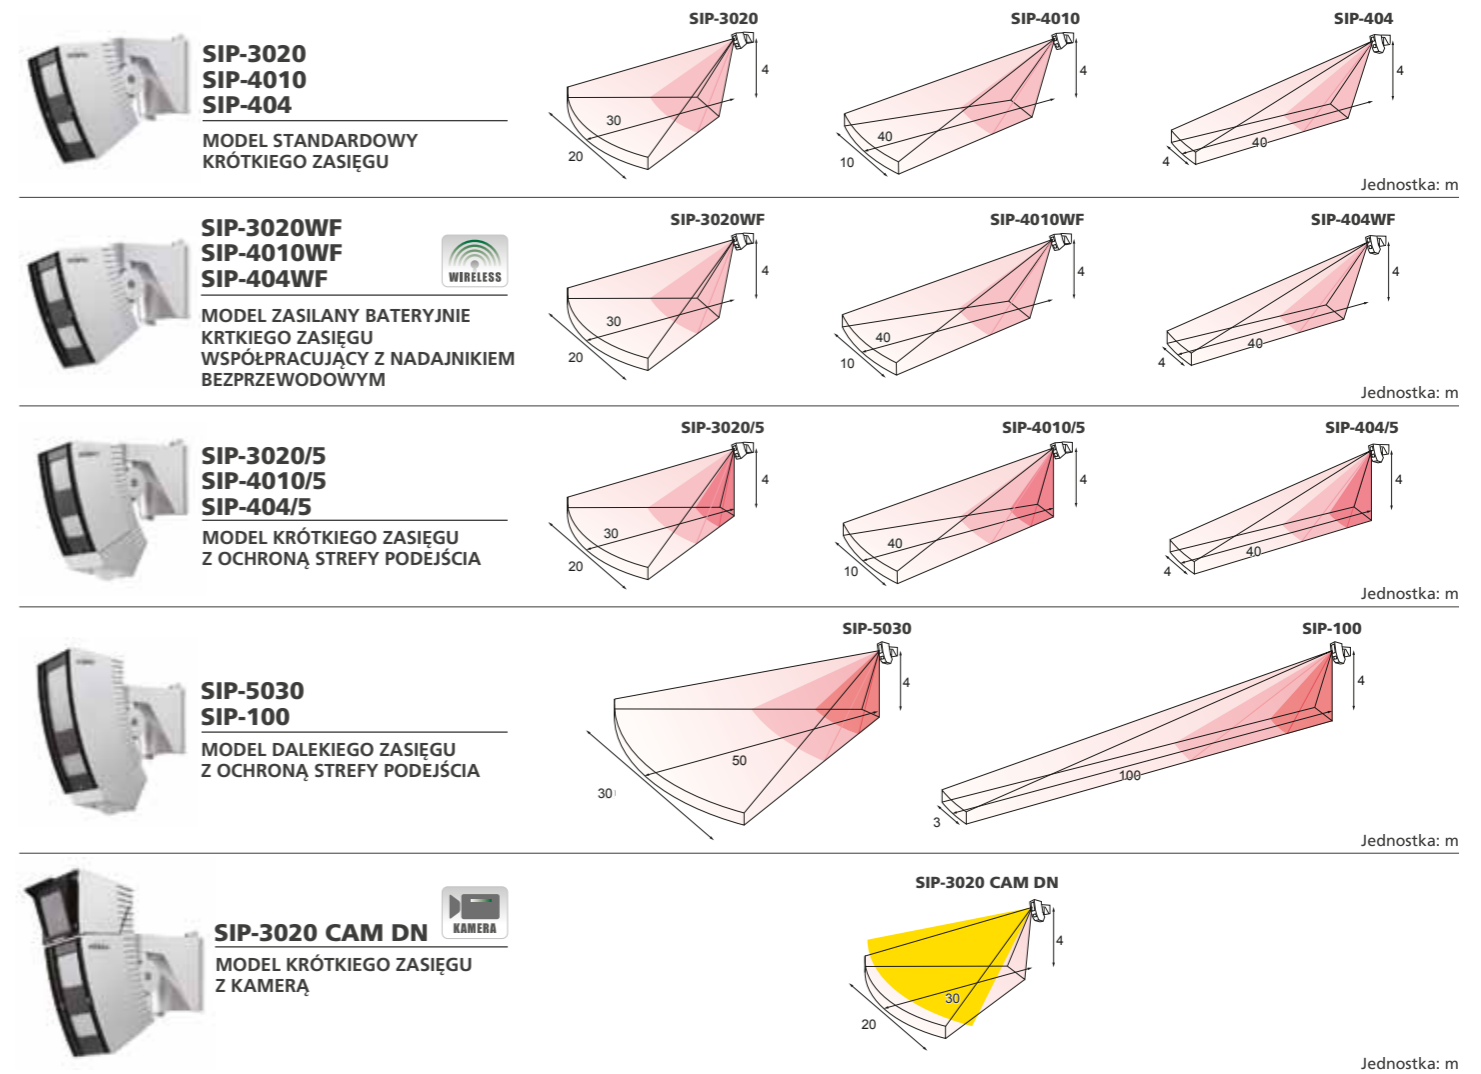 SIP-3020
SIP-4010
SIP-404
MODEL STANDARDOWY
KRÓTKIEGO ZASIĘGU
SIP-3020
4
30
20
SIP-4010
4
40
10
SIP-404
4
40
4
Jednostka: m
SIP-3020WF
SIP-4010WF
SIP-404WF
WIRELESS
MODEL ZASILANY BATERYJNIE
KRTKIEGO ZASIĘGU
WSPÓŁPRACUJĄCY Z NADAJNIKIEM
BEZPRZEWODOWYM
SIP-3020WF
4
30
20
SIP-4010WF
4
40
10
SIP-404WF
4
40
4
Jednostka: m
SIP-3020/5
SIP-4010/5
SIP-404/5
MODEL KRÓTKIEGO ZASIĘGU
Z OCHRONĄ STREFY PODEJŚCIA
SIP-3020/5
4
30
20
SIP-4010/5
4
40
10
SIP-404/5
4
40
4
Jednostka: m
SIP-5030
SIP-100
MODEL DALEKIEGO ZASIĘGU
Z OCHRONĄ STREFY PODEJŚCIA
SIP-5030
4
50
30
SIP-100
4
100
3
Jednostka: m
SIP-3020 CAM DN
KAMERA
MODEL KRÓTKIEGO ZASIĘGU
Z KAMERĄ
SIP-3020 CAM DN
4
30
20
Jednostka: m